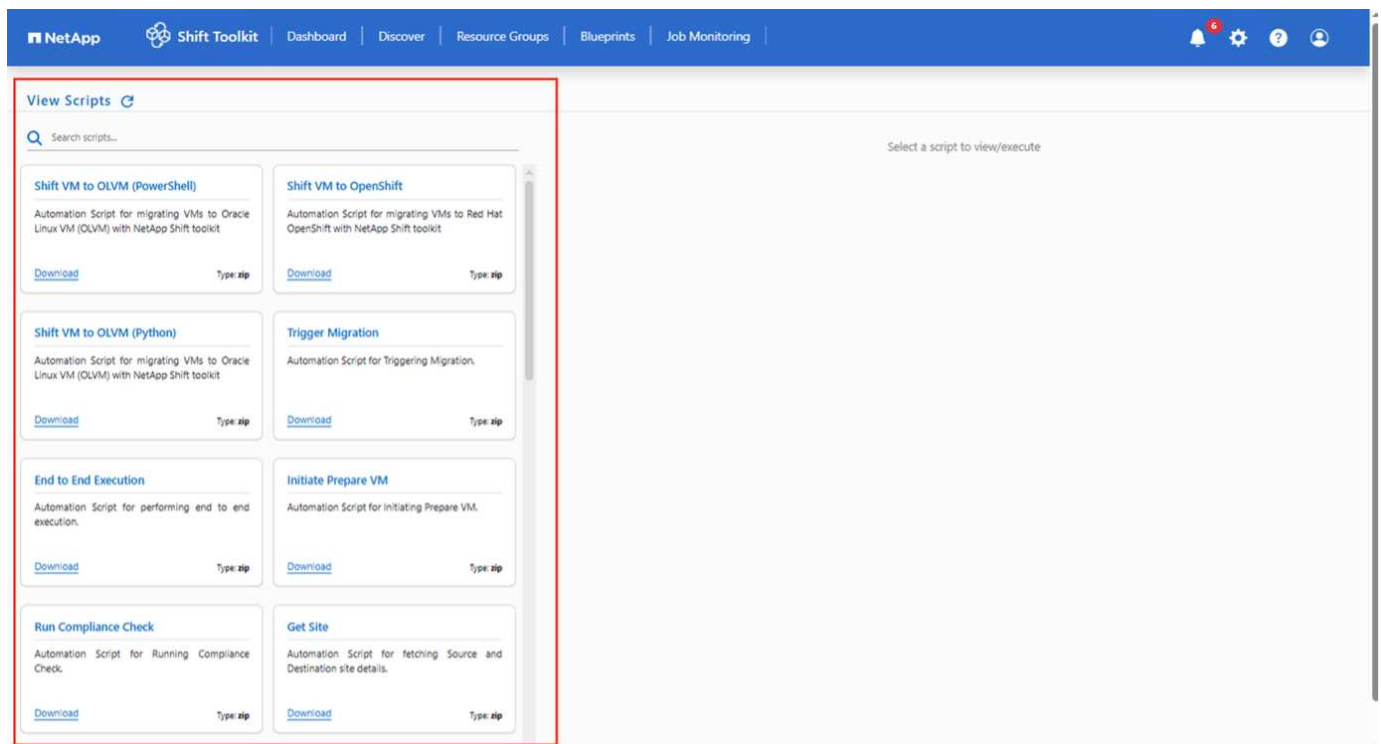 NetApp
Shift Toolkit
Dashboard
Discover
Resource Groups
Blueprints
Job Monitoring
6
?
View Scripts
Search scripts...
Select a script to view/execute
Shift VM to OLVM (PowerShell)
Automation Script for migrating VMs to Oracle
Linux VM (OLVM) with NetApp Shift toolkit
Download
Type: zip
Shift VM to OpenShift
Automation Script for migrating VMs to Red Hat
OpenShift with NetApp Shift toolkit
Download
Type: zip
Shift VM to OLVM (Python)
Automation Script for migrating VMs to Oracle
Linux VM (OLVM) with NetApp Shift toolkit
Download
Type: zip
Trigger Migration
Automation Script for Triggering Migration.
Download
Type: zip
End to End Execution
Automation Script for performing end to end
execution.
Download
Type: zip
Initiate Prepare VM
Automation Script for Initiating Prepare VM.
Download
Type: zip
Run Compliance Check
Automation Script for Running Compliance
Check.
Download
Type: zip
Get Site
Automation Script for fetching Source and
Destination site details.
Download
Type: zip